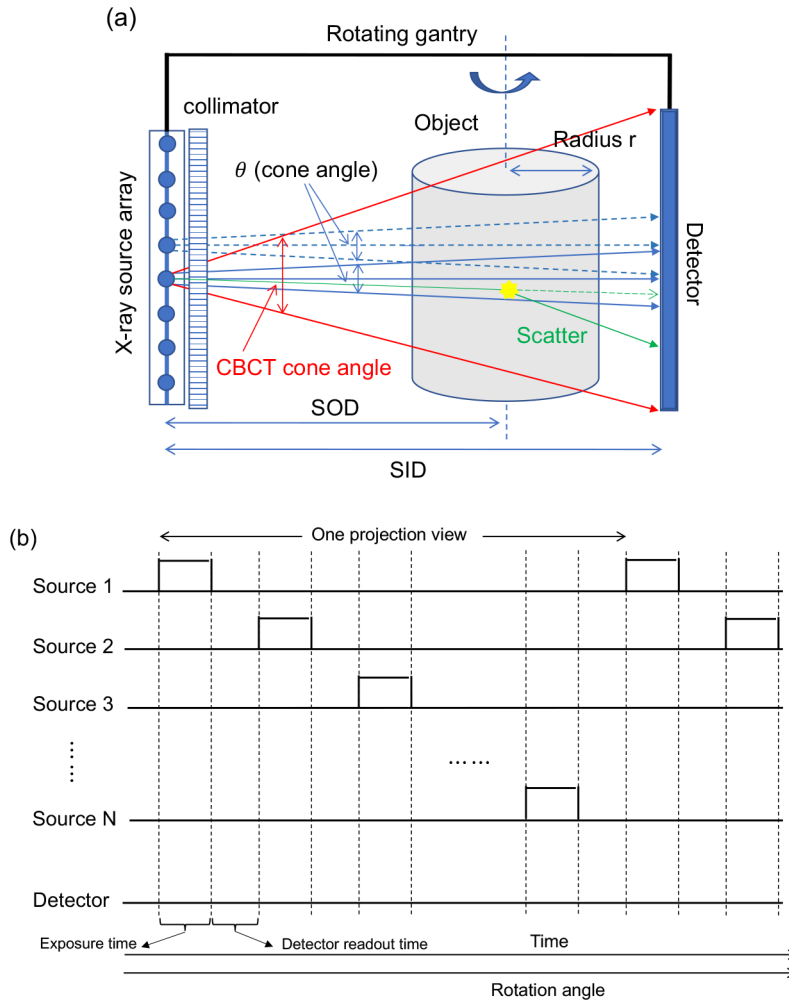 (a)
Rotating gantry
collimator
Object
Radius r
θ (cone angle)
X-ray source array
Detector
Scatter
CBCT cone angle
SOD
SID
(b)
One projection view
Source 1
Source 2
Source 3
......
......
Source N
Detector
Exposure time
Detector readout time
Time
Rotation angle